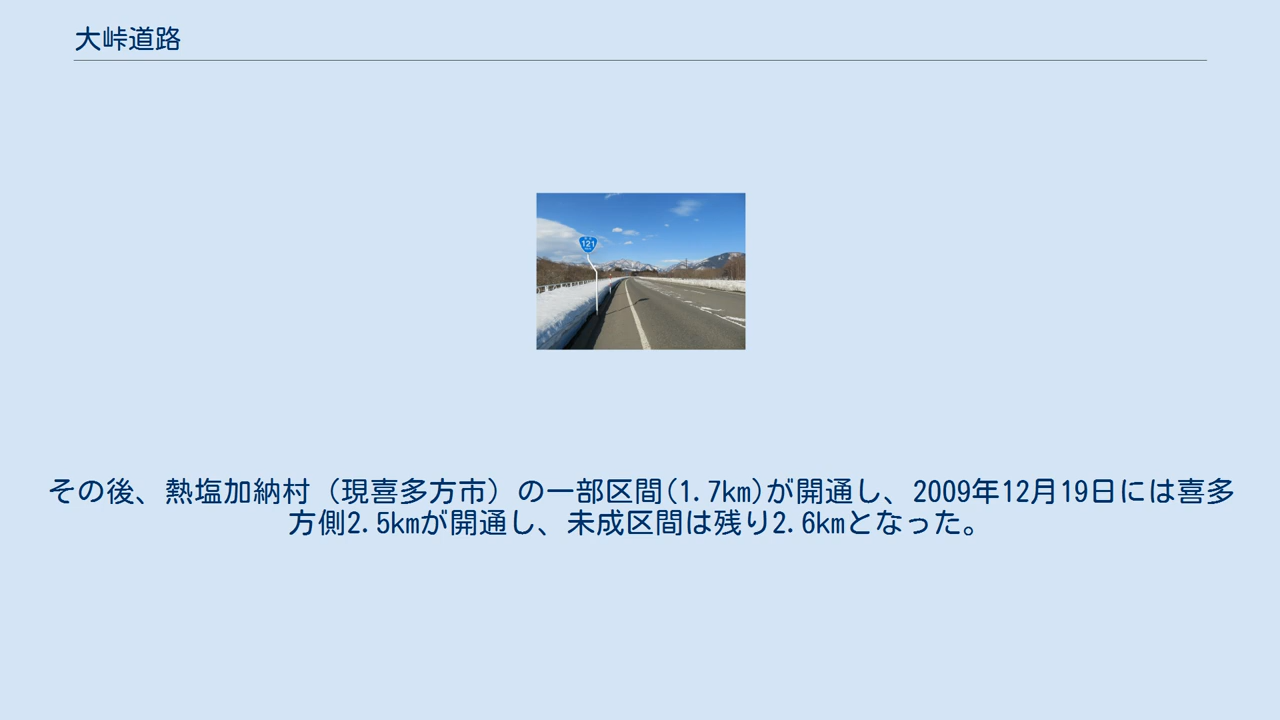 大峠道路
121
その後、熱塩加納村（現喜多方市）の一部区間(1.7km)が開通し、2009年12月19日には喜多
方側2.5kmが開通し、未成区間は残り2.6kmとなった。